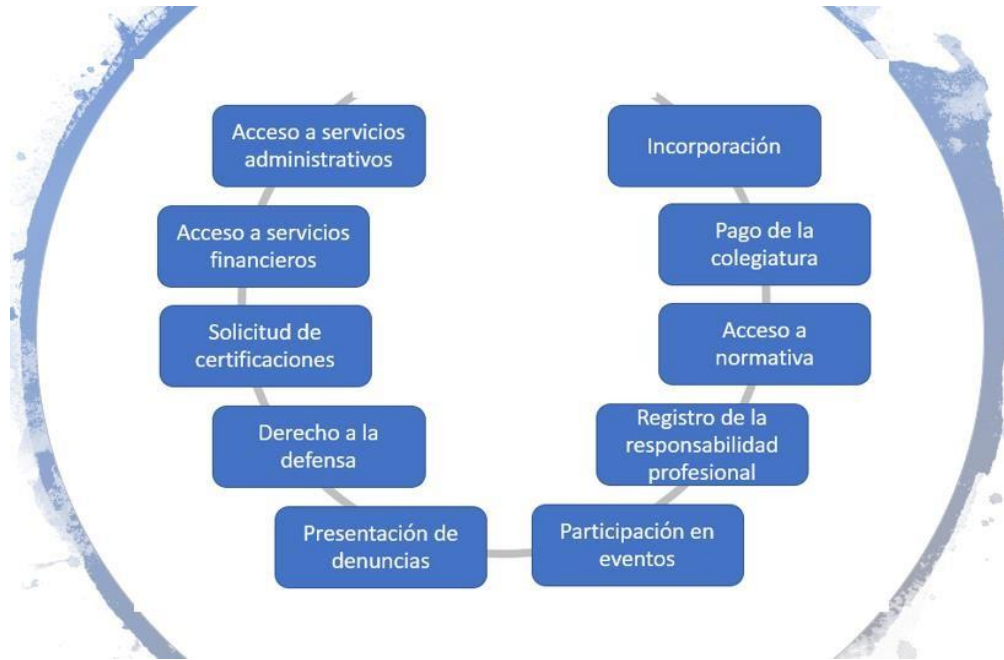 Acceso a servicios
administrativos
Incorporación
Acceso a servicios
financieros
Pago de la
colegiatura
Solicitud de
certificaciones
Acceso a
normativa
Derecho a la
defensa
Registro de la
responsabilidad
profesional
Presentación de
denuncias
Participación en
eventos